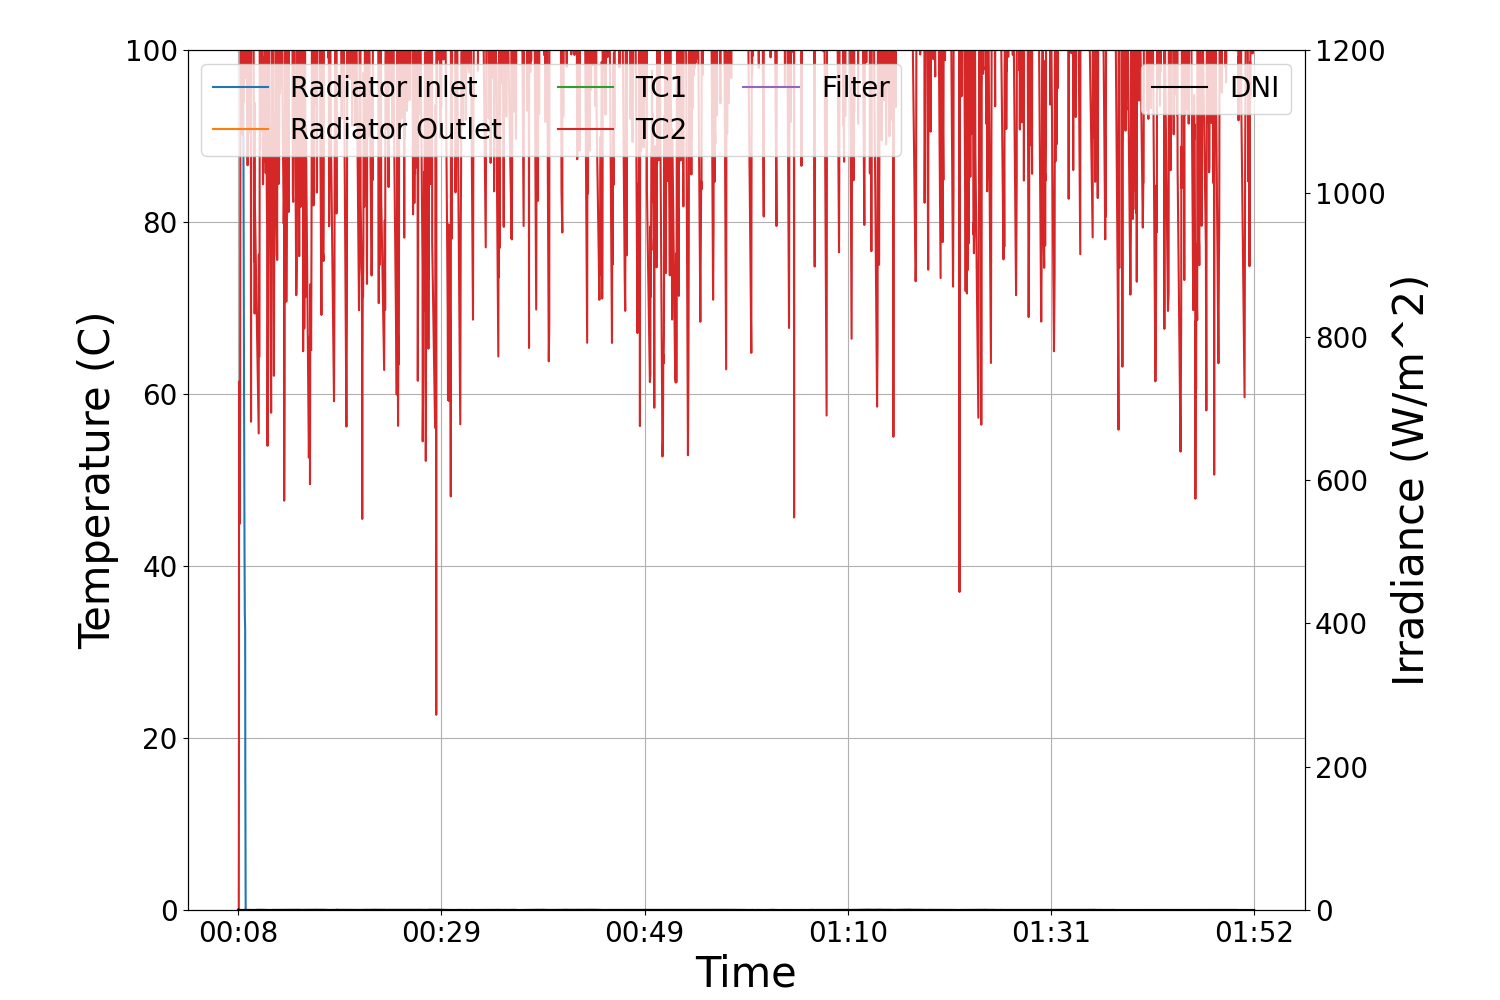 Radiator Inlet
Radiator Outlet
TC1
TC2
Filter
DNI
Temperature (C)
100
80
60
40
20
0
Irradiance (W/m^2)
1200
1000
800
600
400
200
0
00:08 00:29 00:49 01:10 01:31 01:52
Time